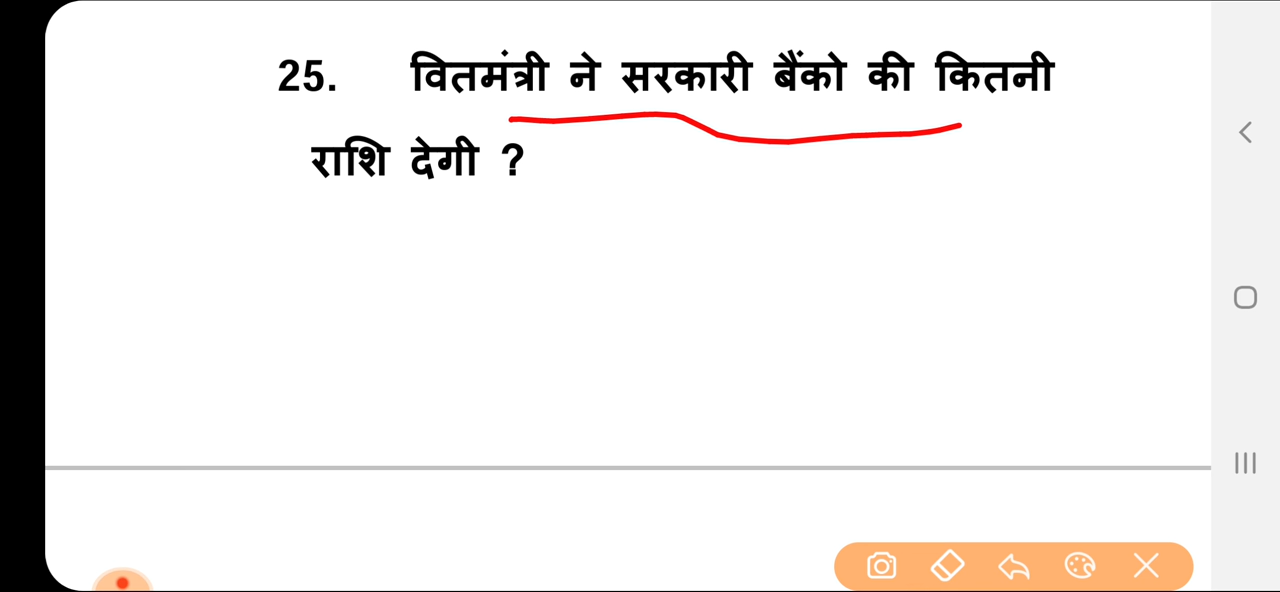 25. वितमंत्री ने सरकारी बैंको की कितनी
राशि देगी ?